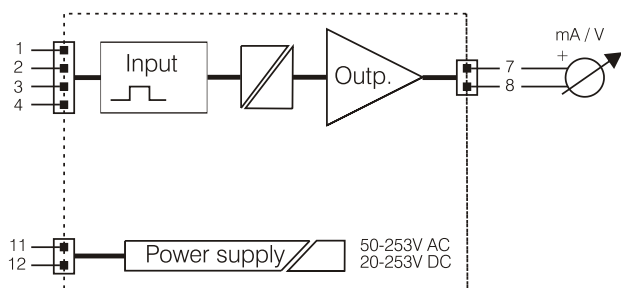 mA / V
1
2
3
4
Input
Outp.
+
7
8
11
12
Power supply
50-253V AC
20-253V DC